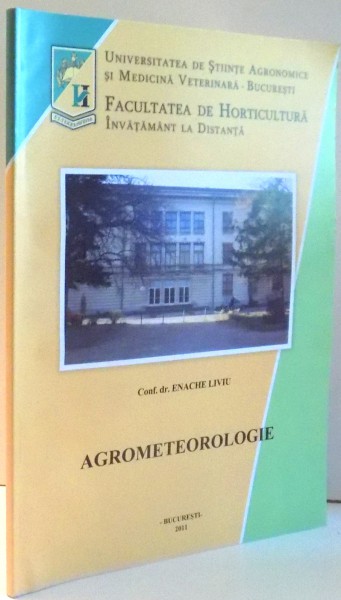 Universitatea de Științe Agronomice
și Medicină Veterinară - București
Facultatea de Horticultură
Învățământ la Distanță
Conf. dr. ENACHE LIVIU
AGROMETEOROLOGIE
- BUCUREȘTI-
2011